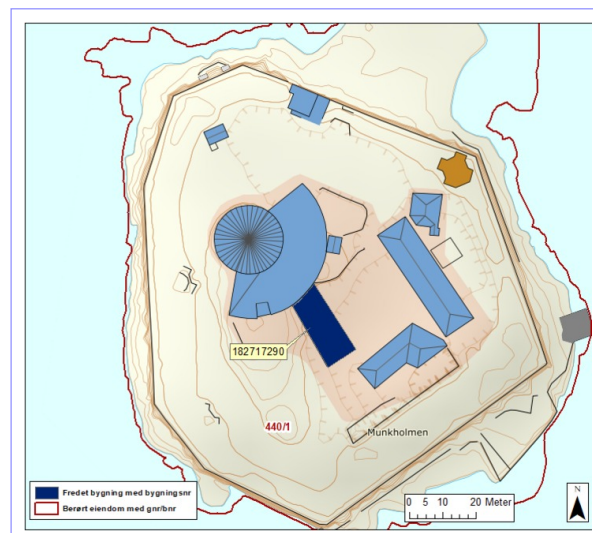 182717290
440/1
Munkholmen
Fredet bygning med bygningsnr
Berørt eiendom med gnr/bnr
0 5 10 20 Meter
N